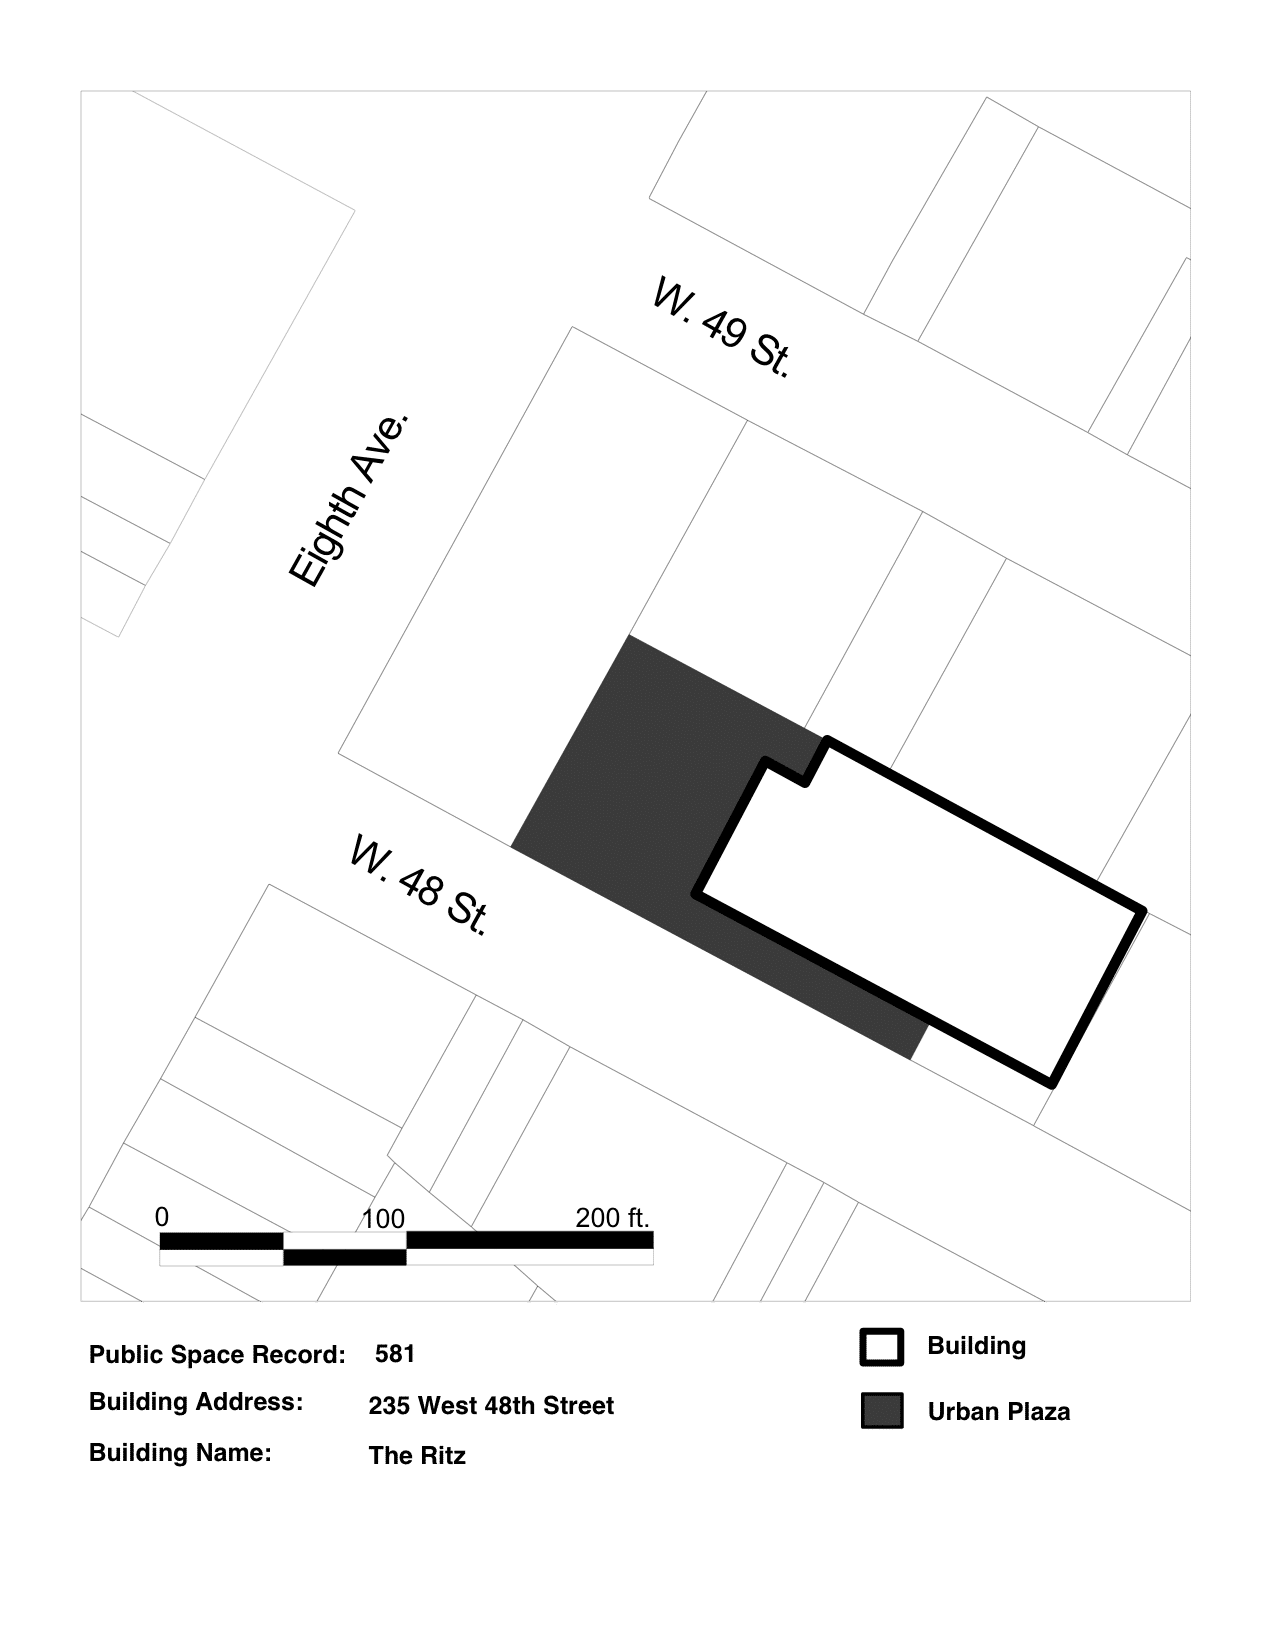 W. 49 St.
Eighth Ave.
W. 48 St.
0 100 200 ft.
Public Space Record: 581
Building Address: 235 West 48th Street
Building Name: The Ritz
Building
Urban Plaza